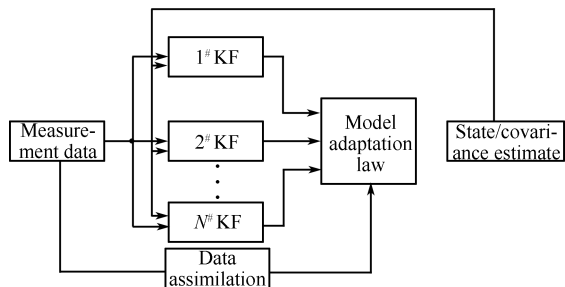 1# KF
Measure-
ment data
2# KF
Model
adaptation
law
State/covari-
ance estimate
N# KF
Data
assimilation